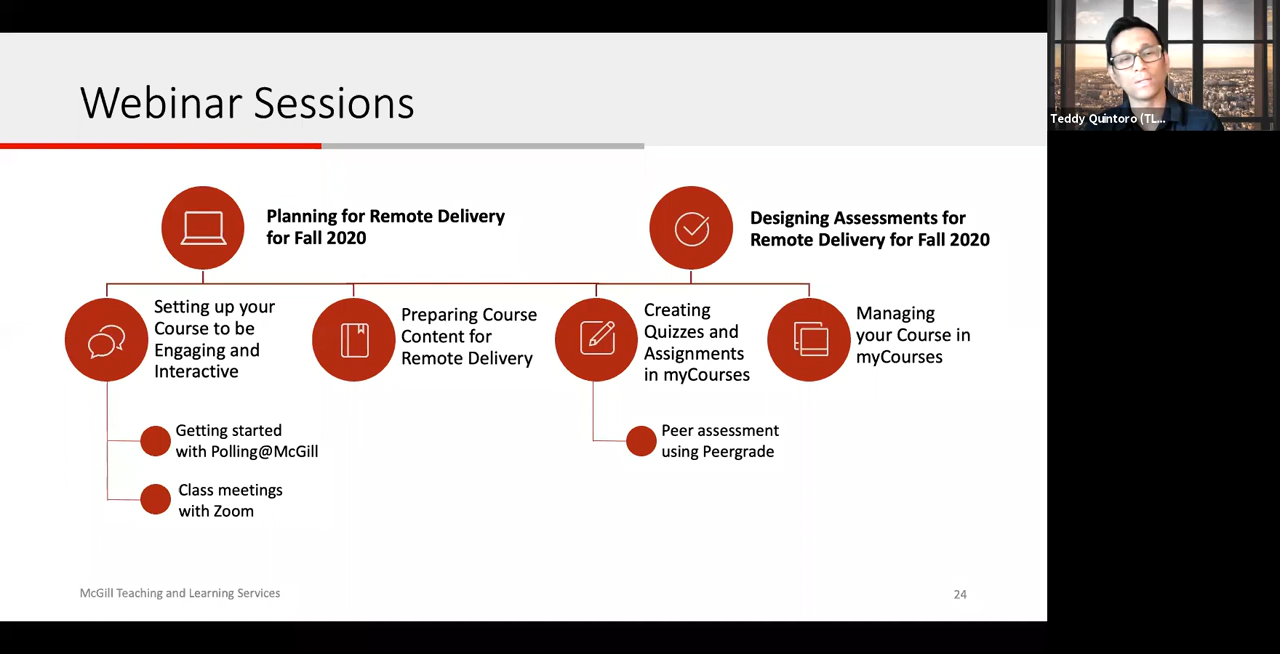 Webinar Sessions
Teddy Quintoro (TL...
Planning for Remote Delivery
for Fall 2020
Designing Assessments for
Remote Delivery for Fall 2020
Setting up your
Course to be
Engaging and
Interactive
Preparing Course
Content for
Remote Delivery
Creating
Quizzes and
Assignments
in myCourses
Managing
your Course in
myCourses
Getting started
with Polling@McGill
Class meetings
with Zoom
Peer assessment
using Peergrade
McGill Teaching and Learning Services
24